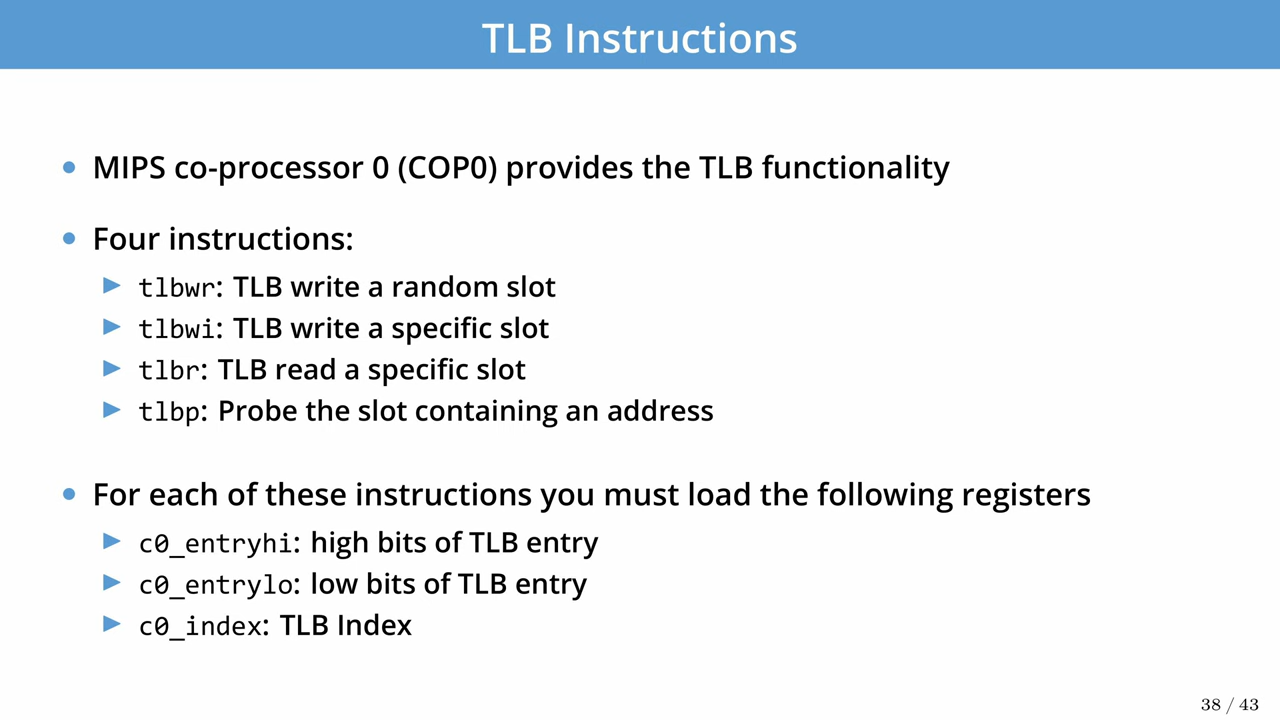 TLB Instructions
• MIPS co-processor 0 (COP0) provides the TLB functionality
• Four instructions:
▶ tlbwr: TLB write a random slot
▶ tlbwi: TLB write a specific slot
▶ tlbr: TLB read a specific slot
▶ tlbp: Probe the slot containing an address
• For each of these instructions you must load the following registers
▶ c0_entryhi: high bits of TLB entry
▶ c0_entrylo: low bits of TLB entry
▶ c0_index: TLB Index
38 / 43